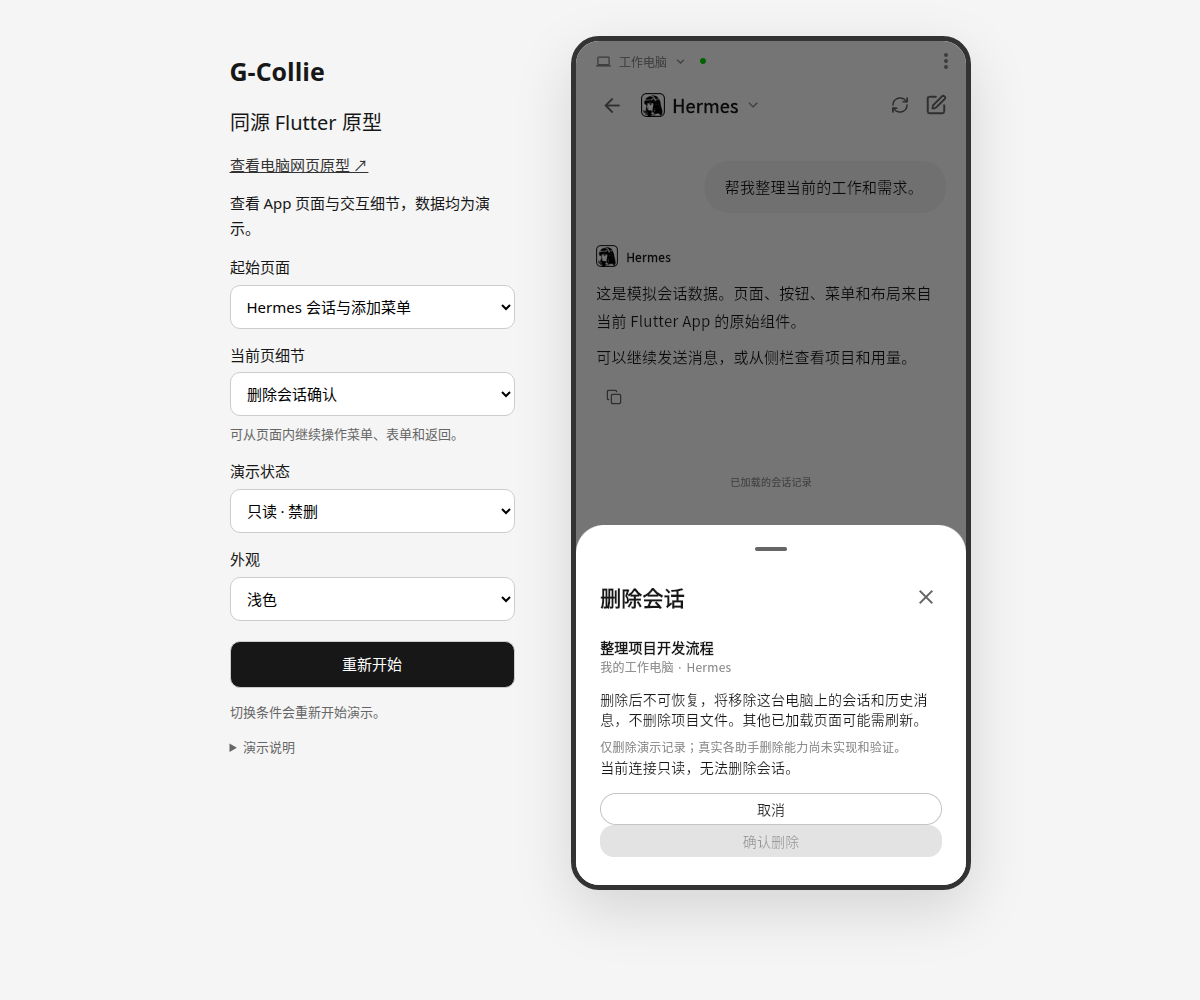 G-Collie
同源 Flutter 原型
查看电脑网页原型 ↗
查看 App 页面与交互细节，数据均为演
示。
起始页面
Hermes 会话与添加菜单
当前页细节
删除会话确认
可从页面内继续操作菜单、表单和返回。
演示状态
只读 · 禁删
外观
浅色
重新开始
切换条件会重新开始演示。
演示说明
工作电脑
Hermes
帮我整理当前的工作和需求。
Hermes
这是模拟会话数据。页面、按钮、菜单和布局来自
当前 Flutter App 的原始组件。
可以继续发送消息，或从侧栏查看项目和用量。
已加载的会话记录
删除会话
整理项目开发流程
我的工作电脑 · Hermes
删除后不可恢复，将移除这台电脑上的会话和历史消
息，不删除项目文件。其他已加载页面可能需刷新。
仅删除演示记录；真实各助手删除能力尚未实现和验证。
当前连接只读，无法删除会话。
取消
确认删除